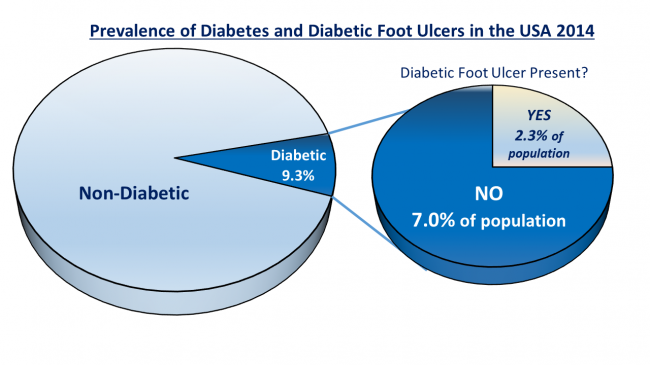 Prevalence of Diabetes and Diabetic Foot Ulcers in the USA 2014
Diabetic Foot Ulcer Present?
YES
2.3% of
population
Diabetic
9.3%
Non-Diabetic
NO
7.0% of population